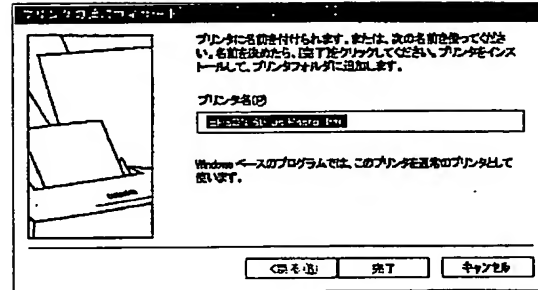 プリンタの追加ウィザード
プリンタに名前を付けられます。または、次の名前を使ってくださ
い。名前を決めたら、[完了]をクリックしてください。プリンタをインス
トールして、プリンタフォルダに追加します。
プリンタ名(P)
Windows ベースのプログラムでは、このプリンタを通常のプリンタとして
使います。
<戻る(B)
完了
キャンセル